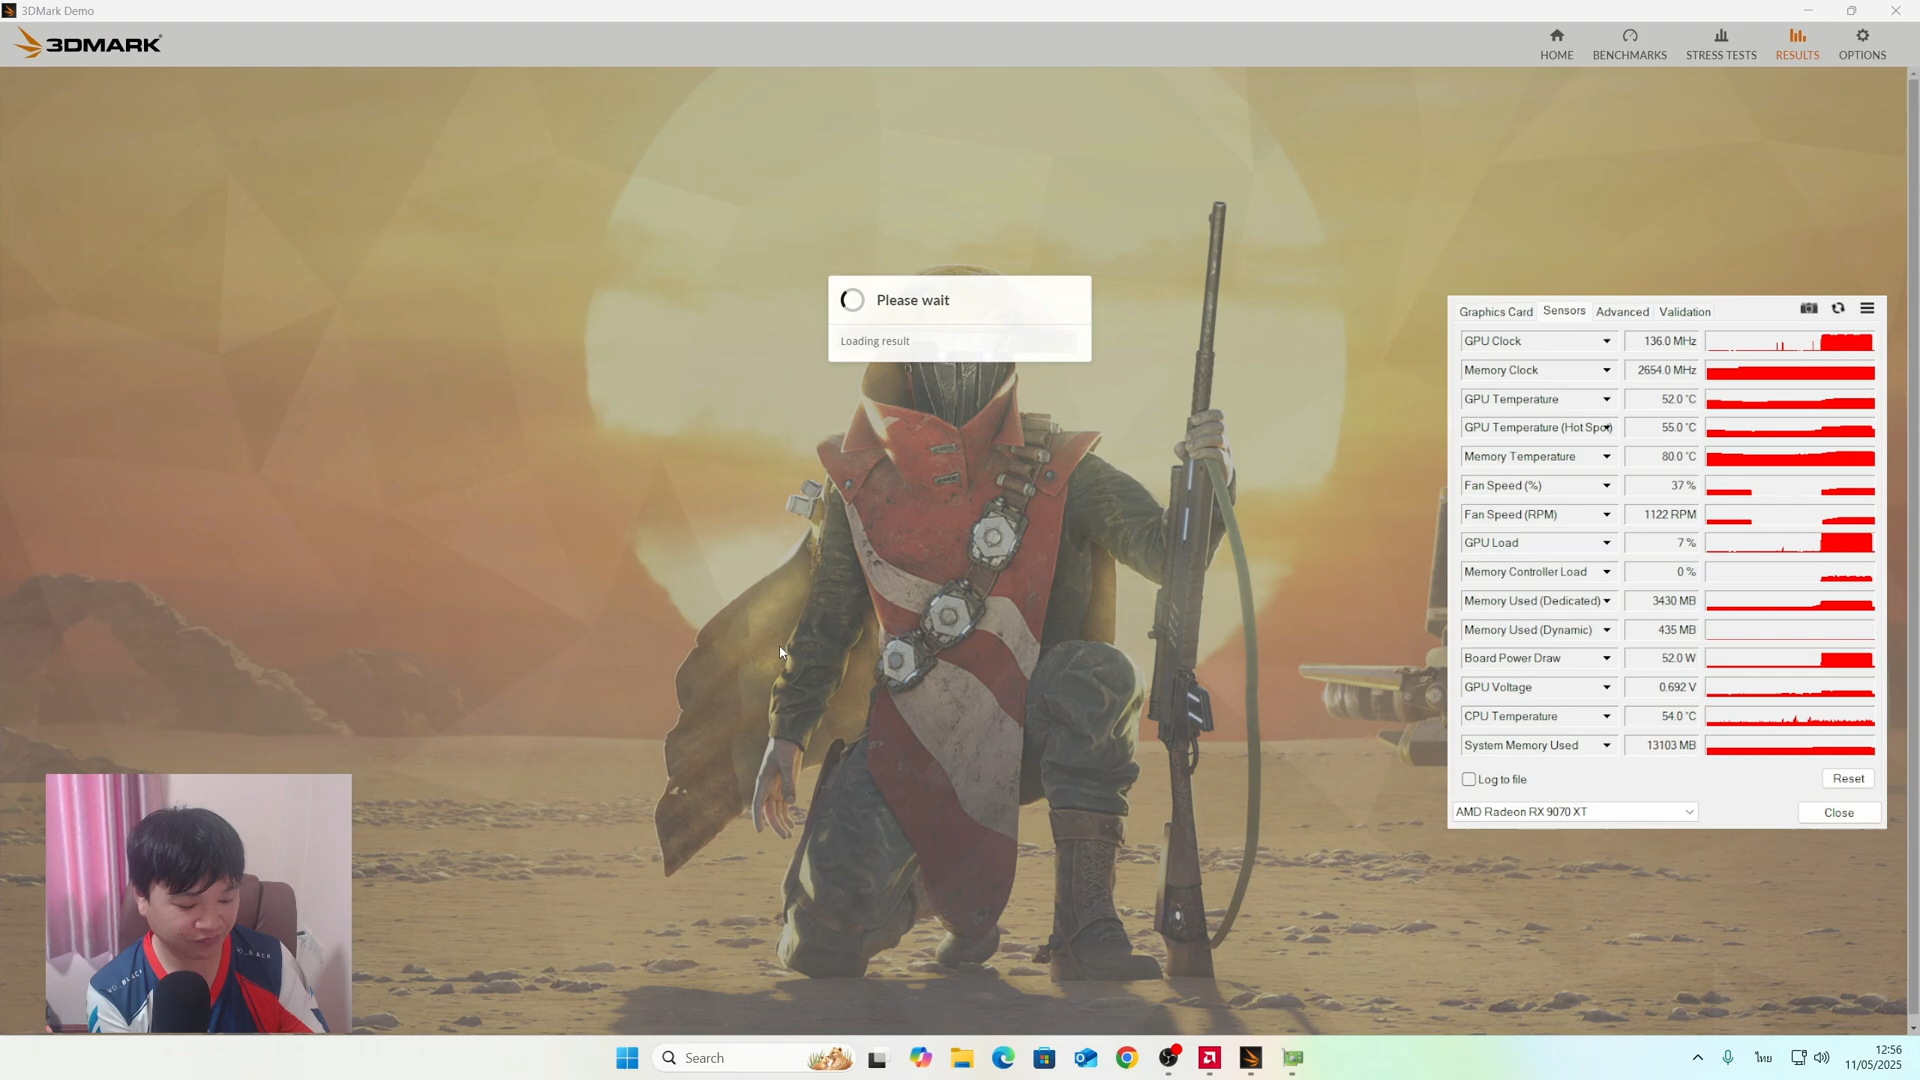 3DMark Demo
3DMARK
HOME
BENCHMARKS
STRESS TESTS
RESULTS
OPTIONS
Please wait
Loading result
Graphics Card
Sensors
Advanced
Validation
GPU Clock 136.0 MHz
Memory Clock 2654.0 MHz
GPU Temperature 52.0 °C
GPU Temperature (Hot Spot) 55.0 °C
Memory Temperature 80.0 °C
Fan Speed (%) 37 %
Fan Speed (RPM) 1122 RPM
GPU Load 7 %
Memory Controller Load 0 %
Memory Used (Dedicated) 3430 MB
Memory Used (Dynamic) 435 MB
Board Power Draw 52.0 W
GPU Voltage 0.692 V
CPU Temperature 54.0 °C
System Memory Used 13103 MB
Log to file
Reset
AMD Radeon RX 9070 XT
Close
WD_BLACK
WD_BLACK
Search
ไทย
12:56
11/05/2025